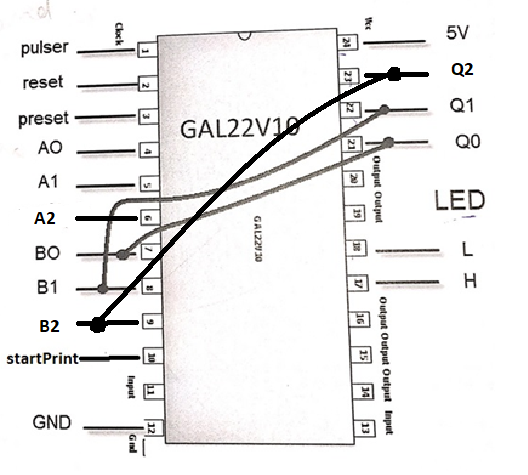 Clock
Vcc
pulser 1
24 5V
reset 2
23 Q2
preset 3
22 Q1
GAL22V10
A0 4
21 Q0
A1 5
20 Output Output
A2 6
19 LED
B0 7
GAL22V10
18 L
B1 8
17 H
B2 9
16 Output Output Output
startPrint 10
15
Input 11
14 Input
GND 12
13
Gnd